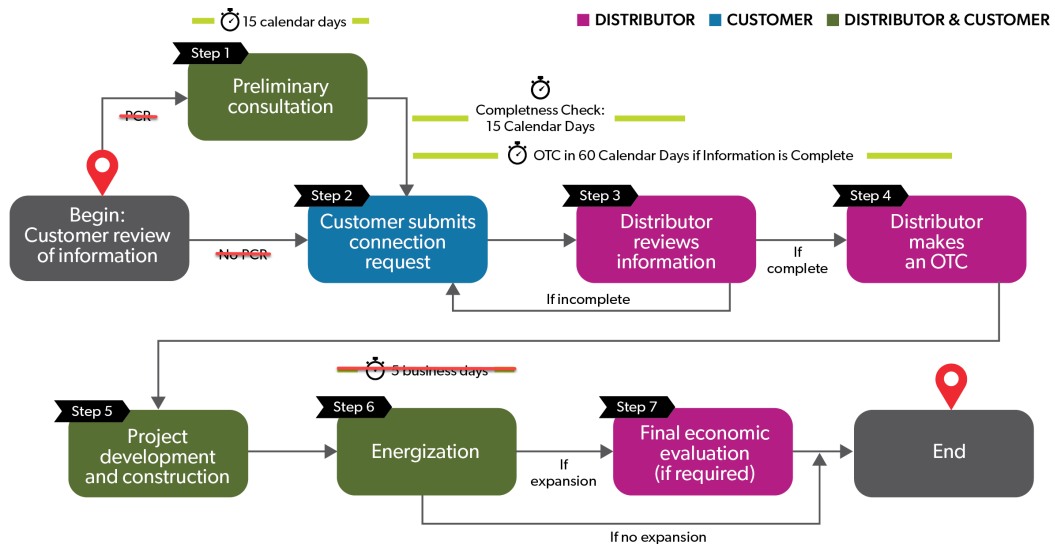 15 calendar days
DISTRIBUTOR
CUSTOMER
DISTRIBUTOR & CUSTOMER
Step 1
Preliminary
consultation
PCR
Completness Check:
15 Calendar Days
OTC in 60 Calendar Days if Information is Complete
Begin:
Customer review
of information
No PCR
Step 2
Customer submits
connection
request
Step 3
Distributor
reviews
information
If
complete
Step 4
Distributor
makes
an OTC
If incomplete
5 business days
Step 5
Project
development
and construction
Step 6
Energization
If
expansion
Step 7
Final economic
evaluation
(if required)
End
If no expansion